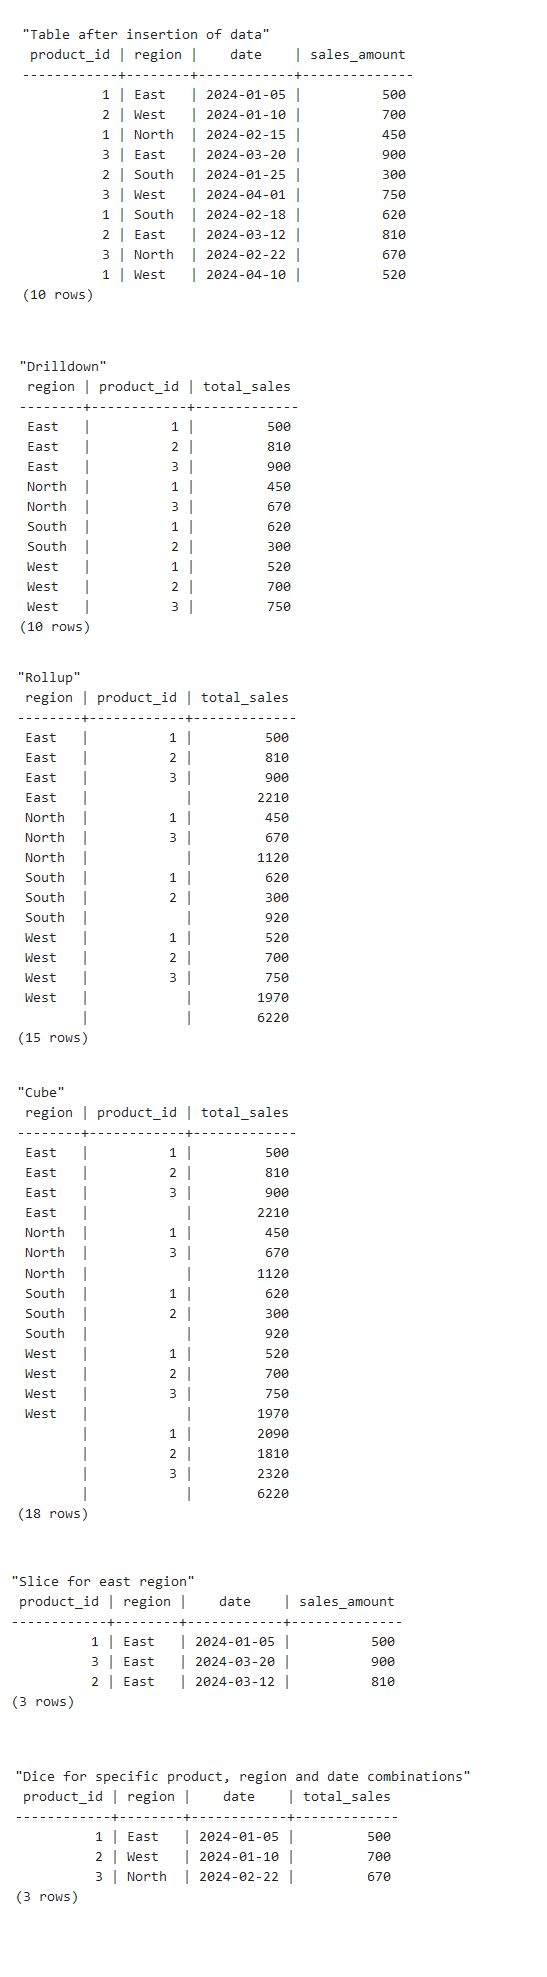 "Table after insertion of data"
 product_id | region |    date    | sales_amount
------------+--------+------------+--------------
          1 | East   | 2024-01-05 |          500
          2 | West   | 2024-01-10 |          700
          1 | North  | 2024-02-15 |          450
          3 | East   | 2024-03-20 |          900
          2 | South  | 2024-01-25 |          300
          3 | West   | 2024-04-01 |          750
          1 | South  | 2024-02-18 |          620
          2 | East   | 2024-03-12 |          810
          3 | North  | 2024-02-22 |          670
          1 | West   | 2024-04-10 |          520
(10 rows)
"Drilldown"
 region | product_id | total_sales
--------+------------+-------------
 East   |          1 |         500
 East   |          2 |         810
 East   |          3 |         900
 North  |          1 |         450
 North  |          3 |         670
 South  |          1 |         620
 South  |          2 |         300
 West   |          1 |         520
 West   |          2 |         700
 West   |          3 |         750
(10 rows)
"Rollup"
 region | product_id | total_sales
--------+------------+-------------
 East   |          1 |         500
 East   |          2 |         810
 East   |          3 |         900
 East   |            |        2210
 North  |          1 |         450
 North  |          3 |         670
 North  |            |        1120
 South  |          1 |         620
 South  |          2 |         300
 South  |            |         920
 West   |          1 |         520
 West   |          2 |         700
 West   |          3 |         750
 West   |            |        1970
        |            |        6220
(15 rows)
"Cube"
 region | product_id | total_sales
--------+------------+-------------
 East   |          1 |         500
 East   |          2 |         810
 East   |          3 |         900
 East   |            |        2210
 North  |          1 |         450
 North  |          3 |         670
 North  |            |        1120
 South  |          1 |         620
 South  |          2 |         300
 South  |            |         920
 West   |          1 |         520
 West   |          2 |         700
 West   |          3 |         750
 West   |            |        1970
        |          1 |        2090
        |          2 |        1810
        |          3 |        2320
        |            |        6220
(18 rows)
"Slice for east region"
 product_id | region |    date    | sales_amount
------------+--------+------------+--------------
          1 | East   | 2024-01-05 |          500
          3 | East   | 2024-03-20 |          900
          2 | East   | 2024-03-12 |          810
(3 rows)
"Dice for specific product, region and date combinations"
 product_id | region |    date    | total_sales
------------+--------+------------+-------------
          1 | East   | 2024-01-05 |         500
          2 | West   | 2024-01-10 |         700
          3 | North  | 2024-02-22 |         670
(3 rows)